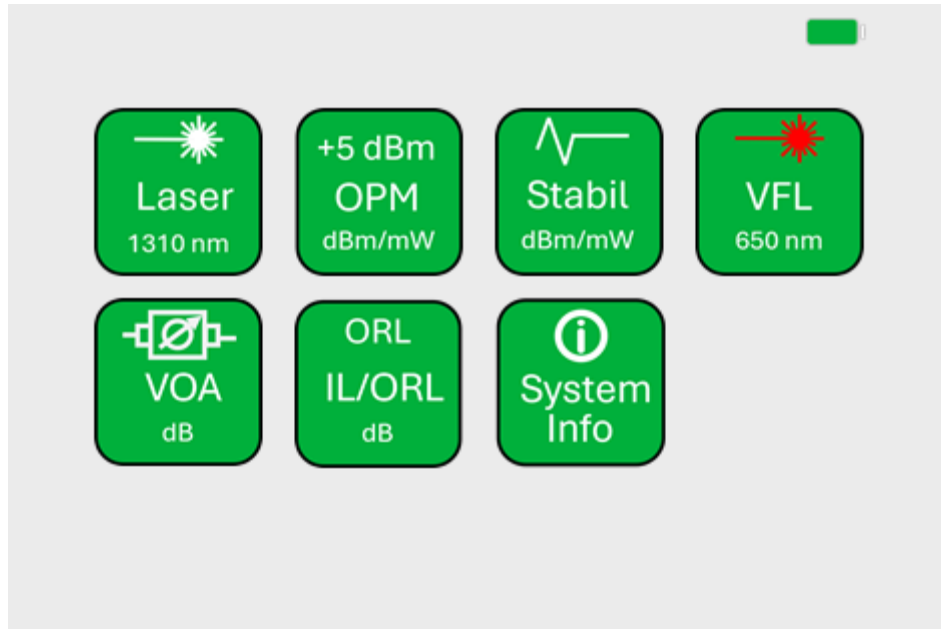 Laser
1310 nm
+5 dBm
OPM
dBm/mW
Stabil
dBm/mW
VFL
650 nm
VOA
dB
ORL
IL/ORL
dB
System
Info